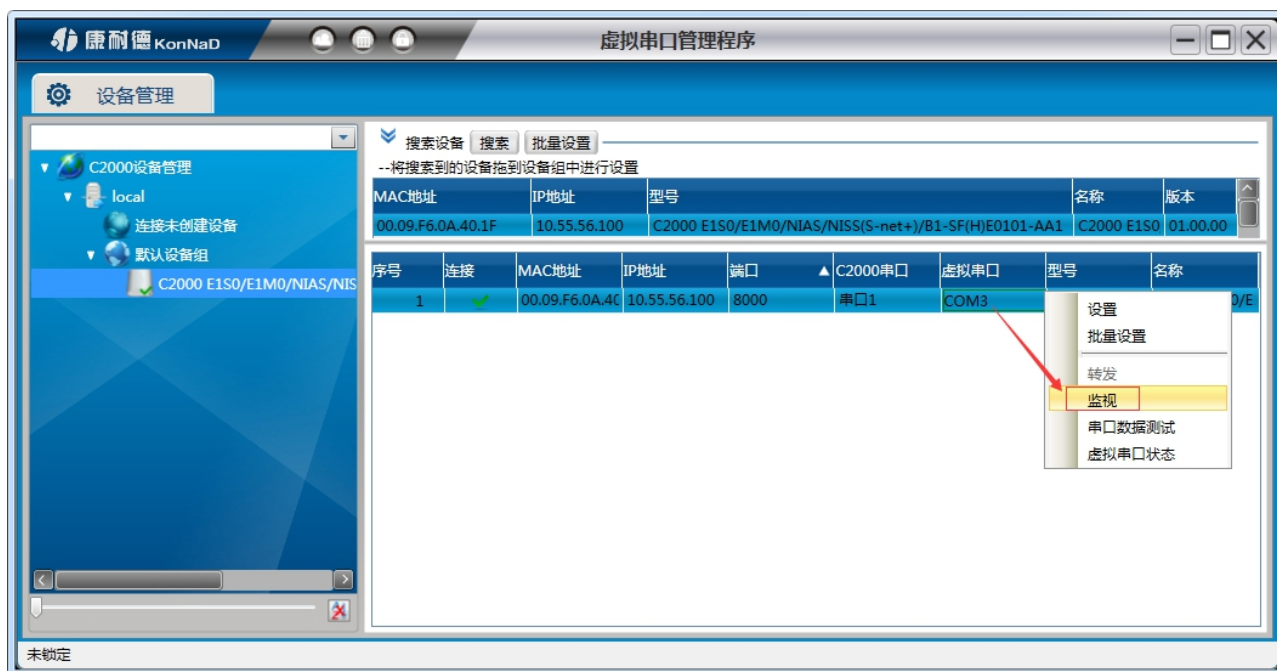 康耐德 KonNaD
虚拟串口管理程序
设备管理
搜索设备 搜索 批量设置
--将搜索到的设备拖到设备组中进行设置
C2000设备管理
local
连接未创建设备
默认设备组
C2000 E1S0/E1M0/NIAS/NIS
MAC地址 IP地址 型号 名称 版本
00.09.F6.0A.40.1F 10.55.56.100 C2000 E1S0/E1M0/NIAS/NISS(S-net+)/B1-SF(H)E0101-AA1 C2000 E1S0 01.00.00
序号 连接 MAC地址 IP地址 端口 ▲ C2000串口 虚拟串口 型号 名称
1 00.09.F6.0A.40 10.55.56.100 8000 串口1 COM3 0/E
设置
批量设置
转发
监视
串口数据测试
虚拟串口状态
未锁定